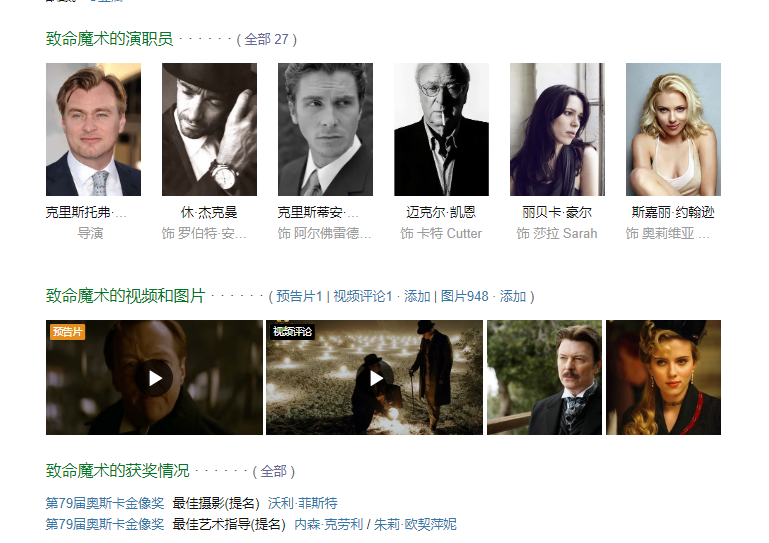 致命魔术的演职员 · · · · · · ( 全部 27 )
克里斯托弗·... 休·杰克曼 克里斯蒂安·... 迈克尔·凯恩 丽贝卡·豪尔 斯嘉丽·约翰逊
导演 饰 罗伯特·安... 饰 阿尔佛雷德... 饰 卡特 Cutter 饰 莎拉 Sarah 饰 奥莉维亚 ...
致命魔术的视频和图片 · · · · · · ( 预告片1 | 视频评论1 · 添加 | 图片948 · 添加 )
预告片 视频评论
致命魔术的获奖情况 · · · · · · ( 全部 )
第79届奥斯卡金像奖 最佳摄影(提名) 沃利·菲斯特
第79届奥斯卡金像奖 最佳艺术指导(提名) 内森·克劳利 / 朱莉·欧契萍妮